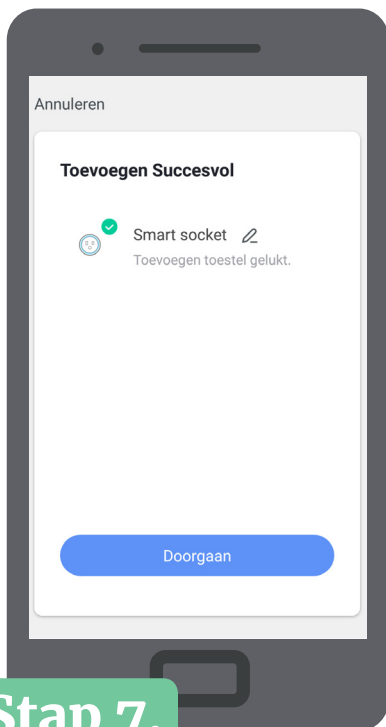 Annuleren
Toevoegen Succesvol
Smart socket
Toevoegen toestel gelukt.
Doorgaan
Stap 7.